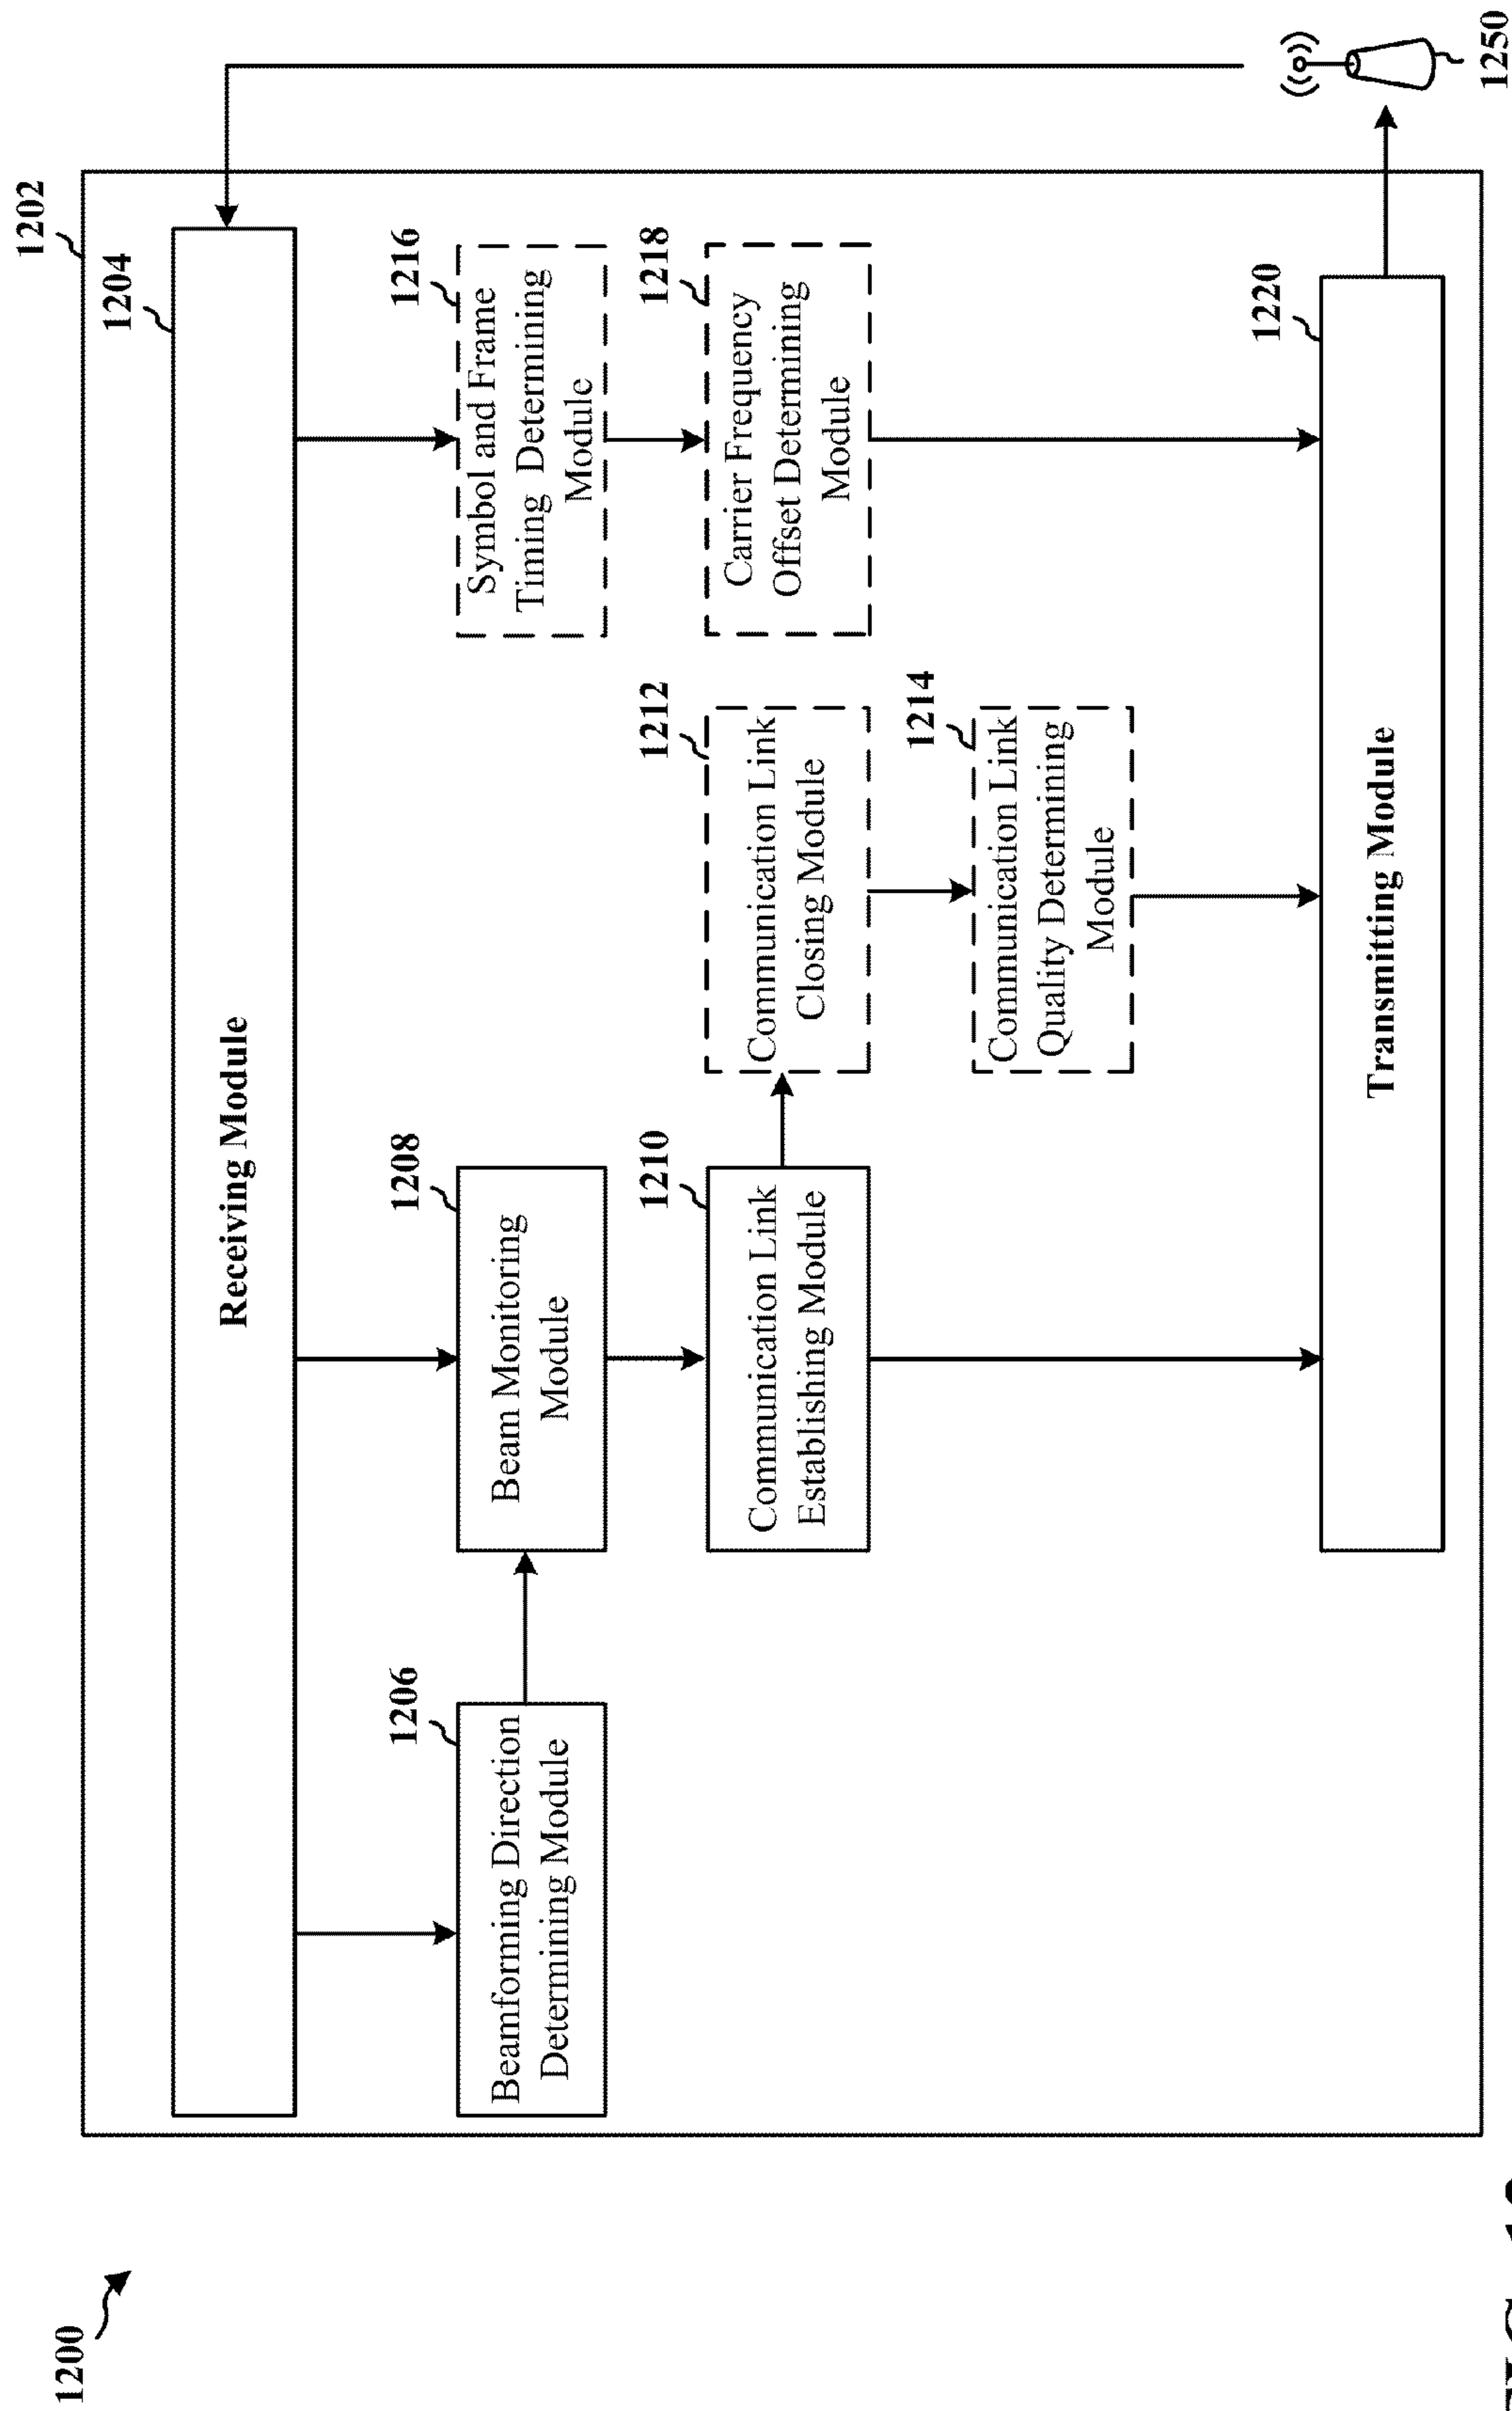 1200
1202
1204
Receiving Module
1206
Beamforming Direction
Determining Module
1208
Beam Monitoring
Module
1216
Symbol and Frame
Timing Determining
Module
1210
Communication Link
Establishing Module
1212
Communication Link
Closing Module
1218
Carrier Frequency
Offset Determining
Module
1214
Communication Link
Quality Determining
Module
1220
Transmitting Module
1250